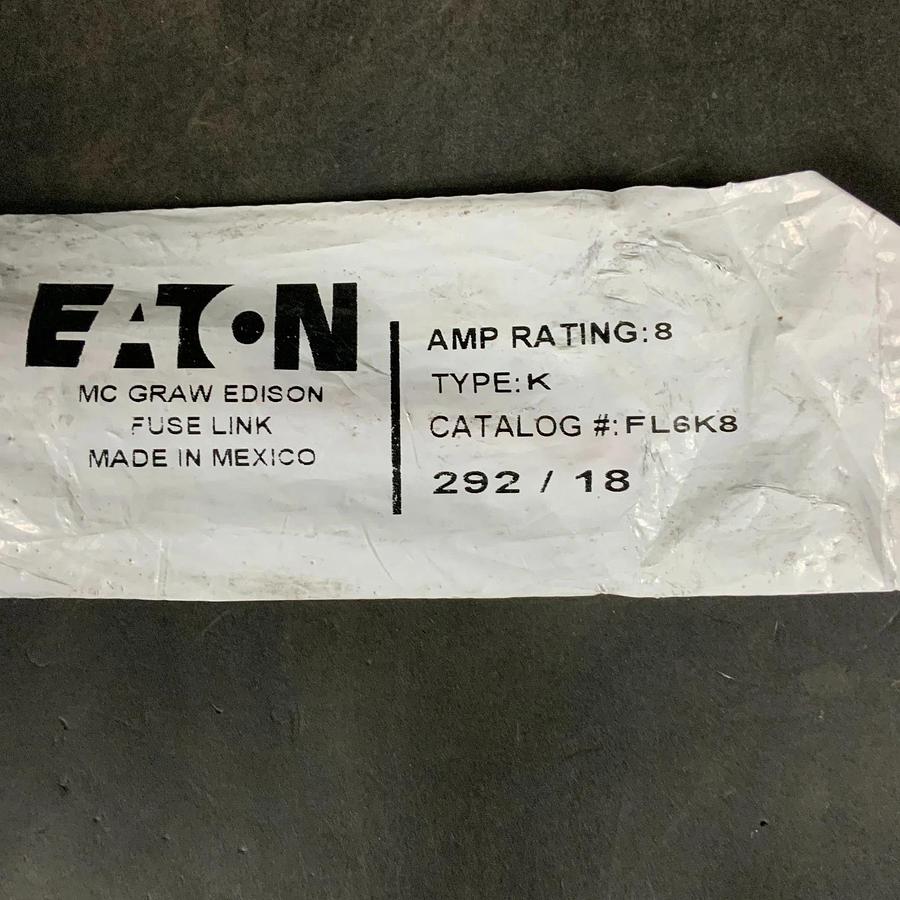 EATON
MC GRAW EDISON
FUSE LINK
MADE IN MEXICO
AMP RATING: 8
TYPE: K
CATALOG #: FL6K8
292 / 18